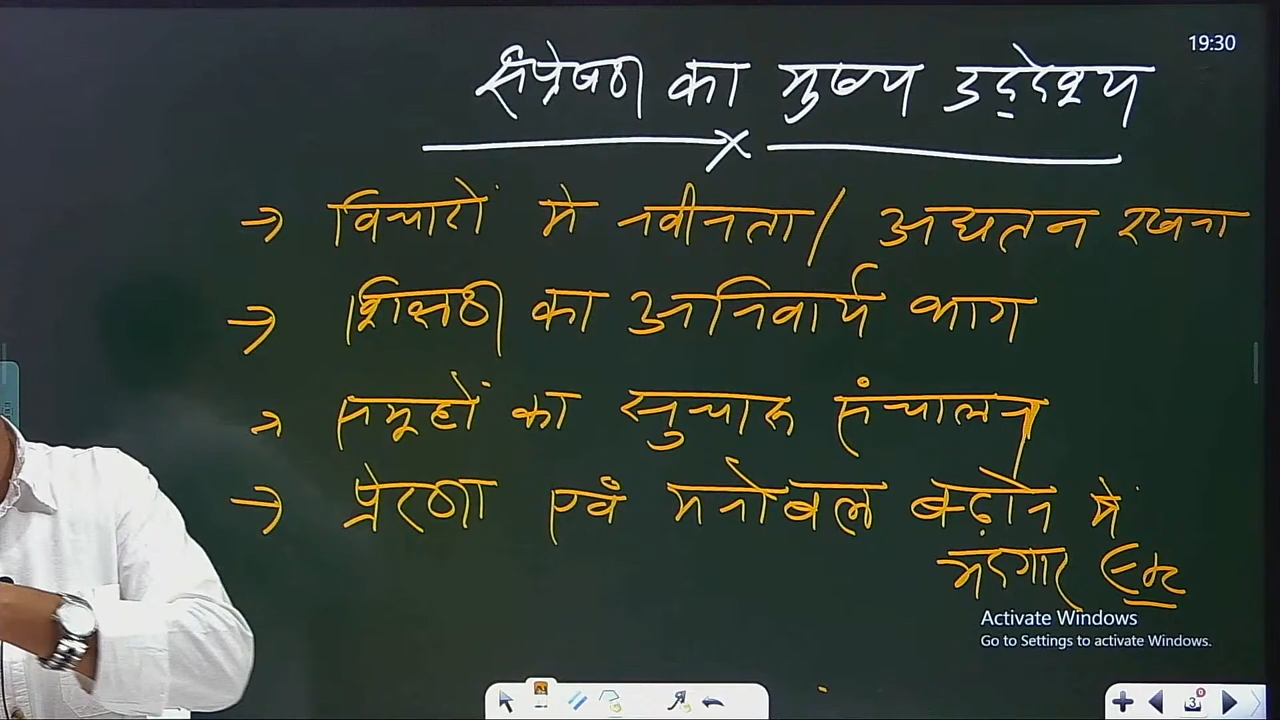 19:30
संप्रेषण का मुख्य उद्देश्य
→ विचारों मे नवीनता/ अद्यतन रखना
→ शिक्षण का अनिवार्य भाग
→ समूहों का सुचारू संचालन
→ प्रेरणा एवं मनोबल बढ़ाने में
मददगार etc
Activate Windows
Go to Settings to activate Windows.
3